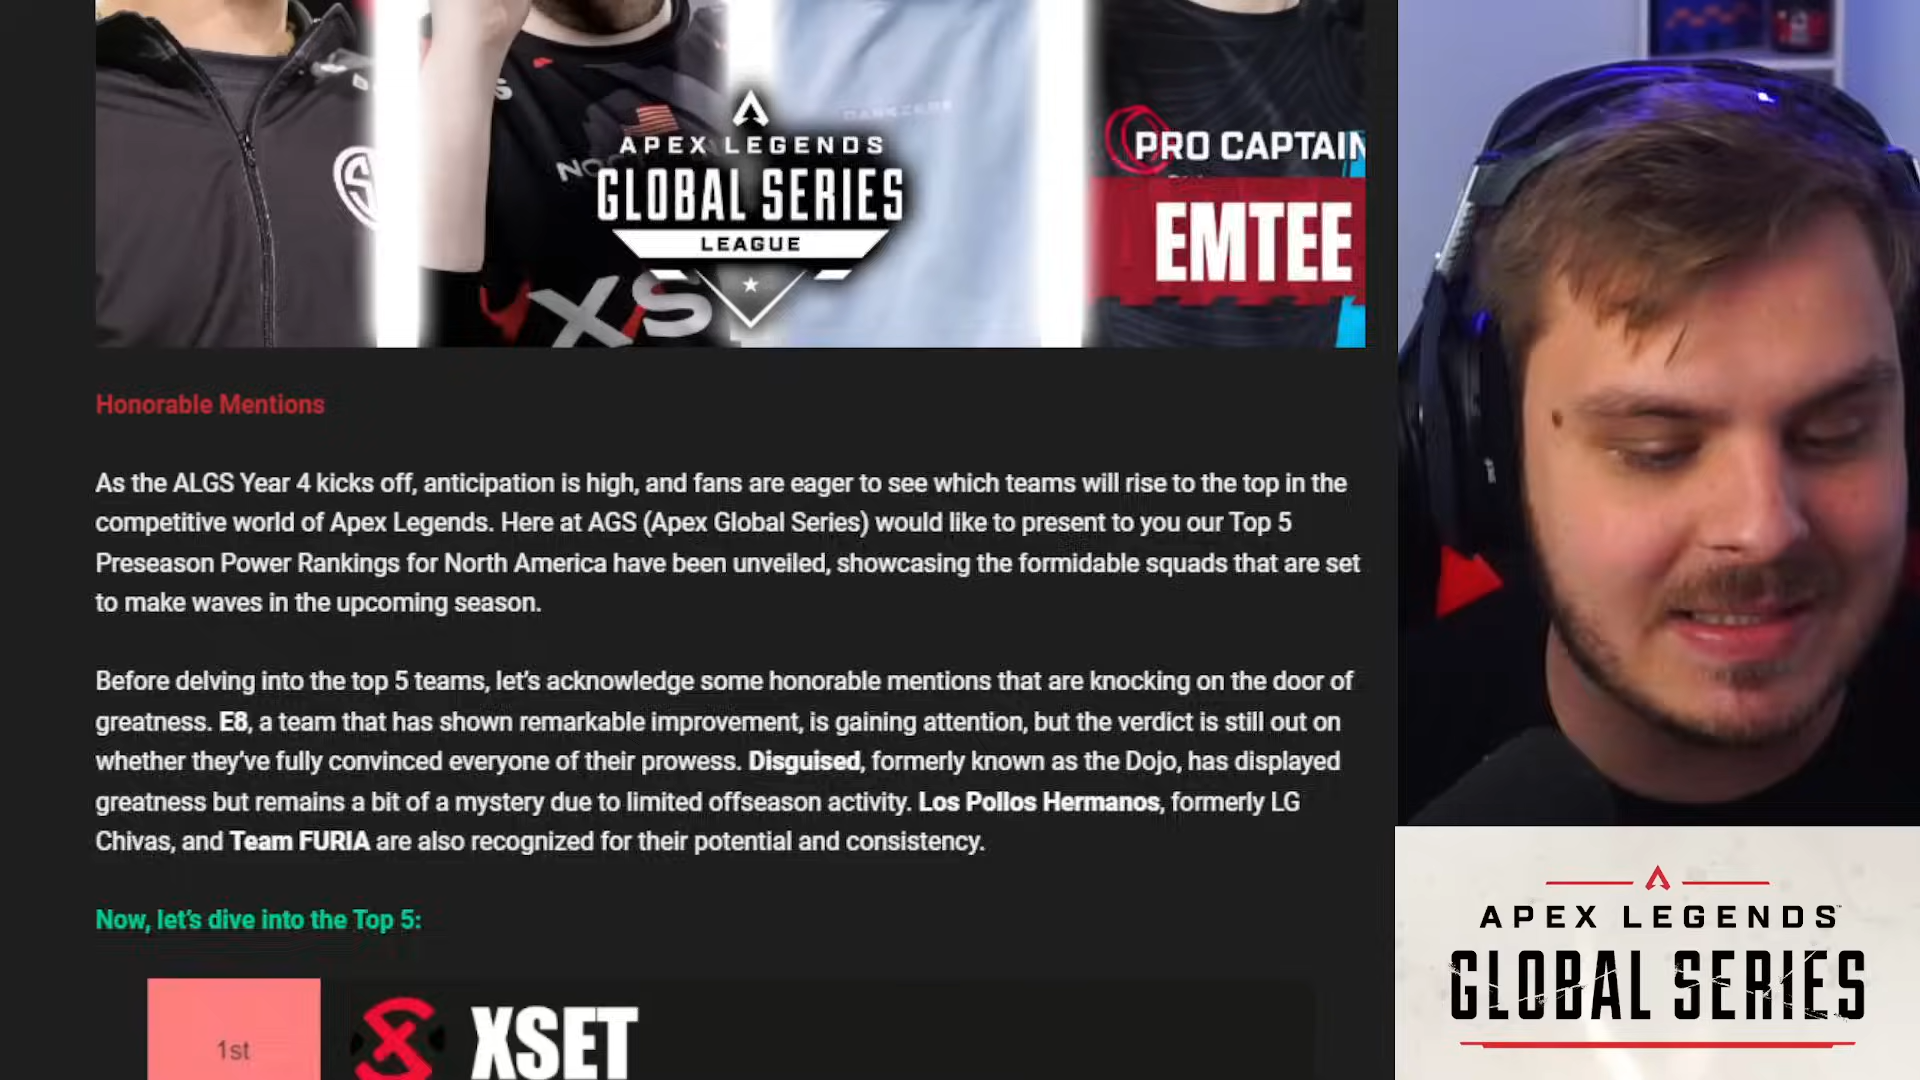 APEX LEGENDS
GLOBAL SERIES
LEAGUE
XS
PRO CAPTAIN
EMTEE
Honorable Mentions
As the ALGS Year 4 kicks off, anticipation is high, and fans are eager to see which teams will rise to the top in the
competitive world of Apex Legends. Here at AGS (Apex Global Series) would like to present to you our Top 5
Preseason Power Rankings for North America have been unveiled, showcasing the formidable squads that are set
to make waves in the upcoming season.
Before delving into the top 5 teams, let's acknowledge some honorable mentions that are knocking on the door of
greatness. E8, a team that has shown remarkable improvement, is gaining attention, but the verdict is still out on
whether they've fully convinced everyone of their prowess. Disguised, formerly known as the Dojo, has displayed
greatness but remains a bit of a mystery due to limited offseason activity. Los Pollos Hermanos, formerly LG
Chivas, and Team FURIA are also recognized for their potential and consistency.
Now, let's dive into the Top 5:
1st
XSET
APEX LEGENDS
GLOBAL SERIES